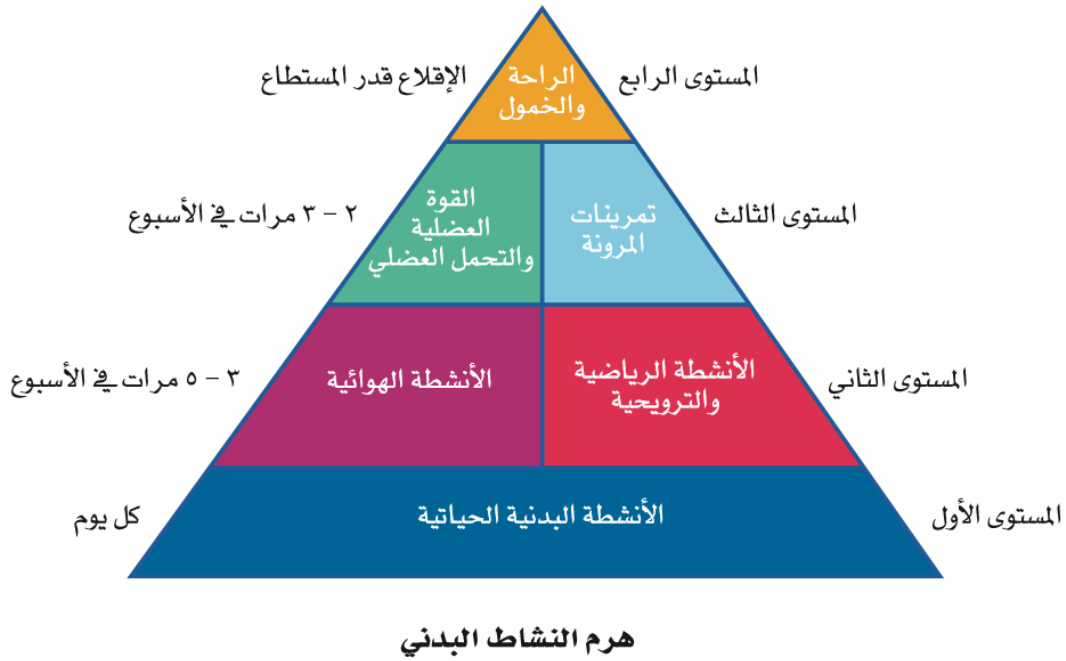 المستوى الرابع
الراحة
والخمول
الإقلاع قدر المستطاع
المستوى الثالث
تمرينات
المرونة
القوة
العضلية
والتحمل العضلي
٢ - ٣ مرات في الأسبوع
المستوى الثاني
الأنشطة الرياضية
والترويحية
الأنشطة الهوائية
٣ - ٥ مرات في الأسبوع
المستوى الأول
الأنشطة البدنية الحياتية
كل يوم
هرم النشاط البدني